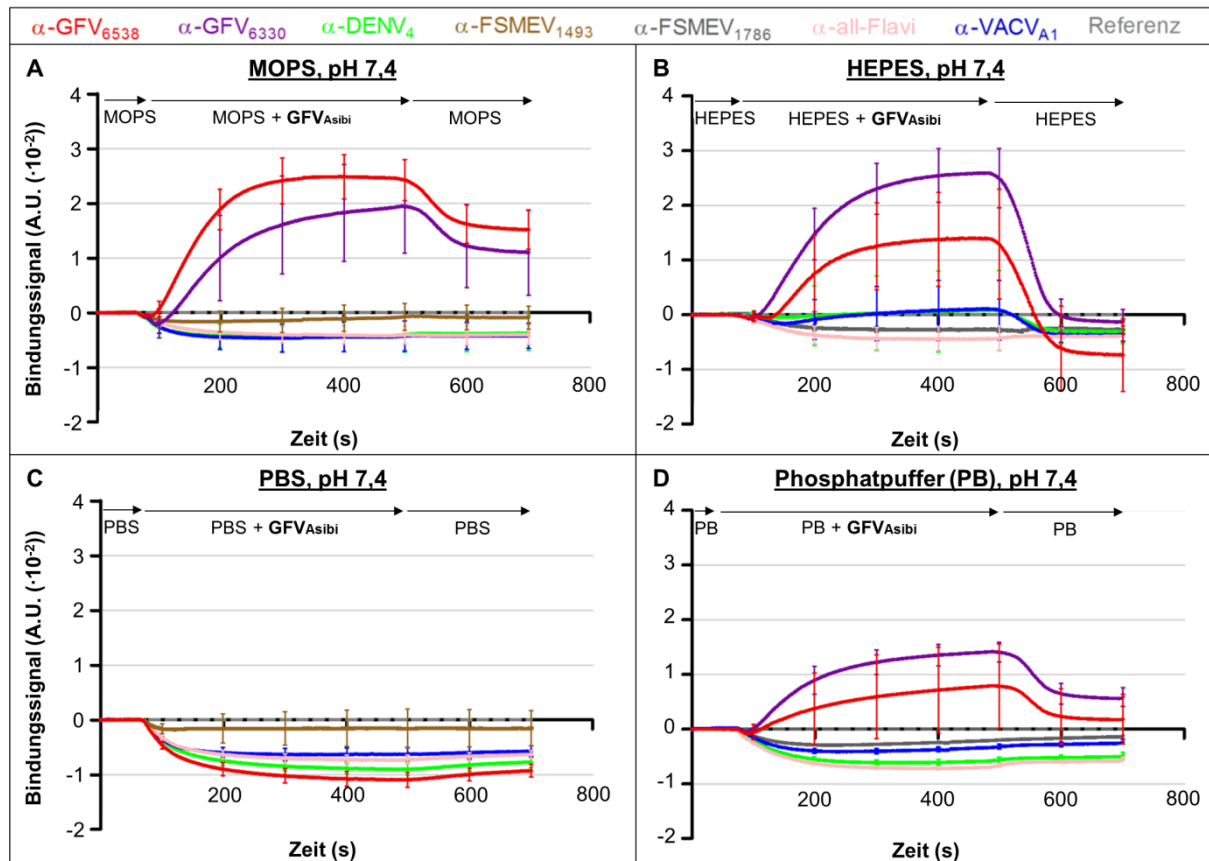 α-GFV6538 α-GFV6330 α-DENV4 α-FSMEV1493 α-FSMEV1786 α-all-Flavi α-VACVA1 Referenz
A MOPS, pH 7,4
MOPS MOPS + GFVAsibi MOPS
Bindungssignal (A.U. (·10-2))
4
3
2
1
0
-1
-2
200 400 600 800
Zeit (s)
B HEPES, pH 7,4
HEPES HEPES + GFVAsibi HEPES
4
3
2
1
0
-1
-2
200 400 600 800
Zeit (s)
C PBS, pH 7,4
PBS PBS + GFVAsibi PBS
Bindungssignal (A.U. (·10-2))
4
3
2
1
0
-1
-2
200 400 600 800
Zeit (s)
D Phosphatpuffer (PB), pH 7,4
PB PB + GFVAsibi PB
4
3
2
1
0
-1
-2
200 400 600 800
Zeit (s)